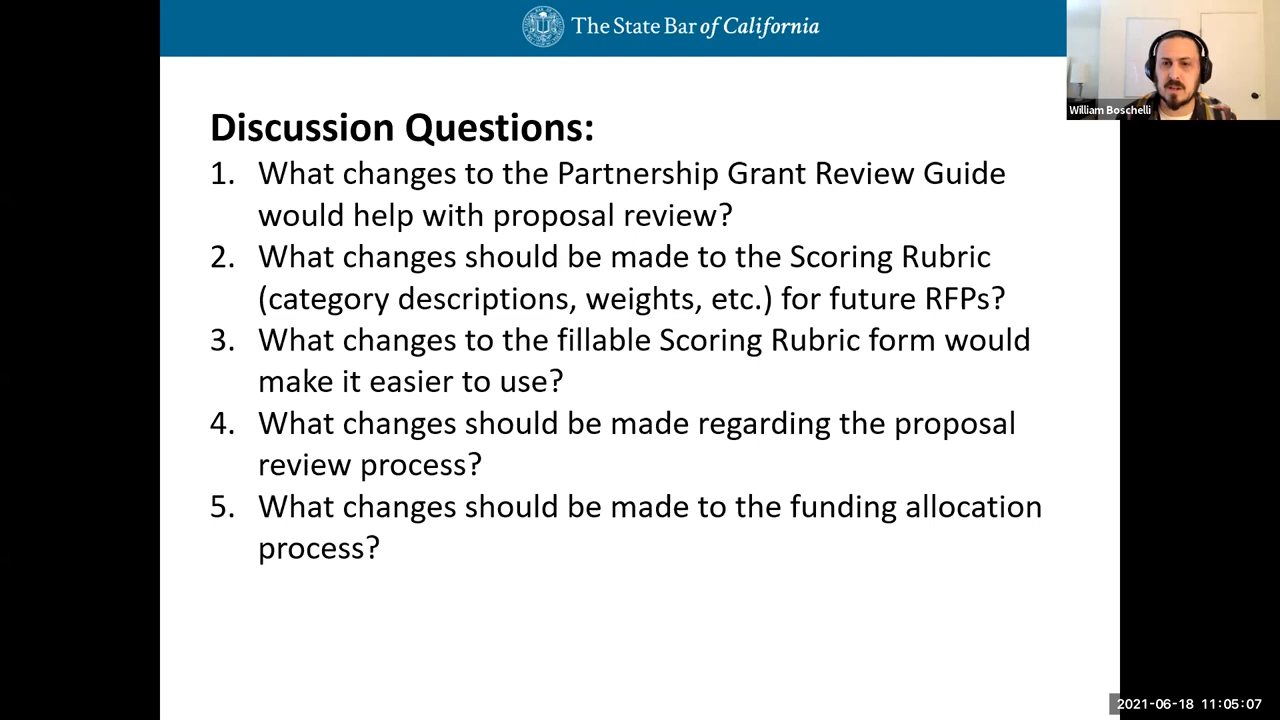 The State Bar of California
William Boschelli
Discussion Questions:
1. What changes to the Partnership Grant Review Guide
would help with proposal review?
2. What changes should be made to the Scoring Rubric
(category descriptions, weights, etc.) for future RFPs?
3. What changes to the fillable Scoring Rubric form would
make it easier to use?
4. What changes should be made regarding the proposal
review process?
5. What changes should be made to the funding allocation
process?
2021-06-18 11:05:07